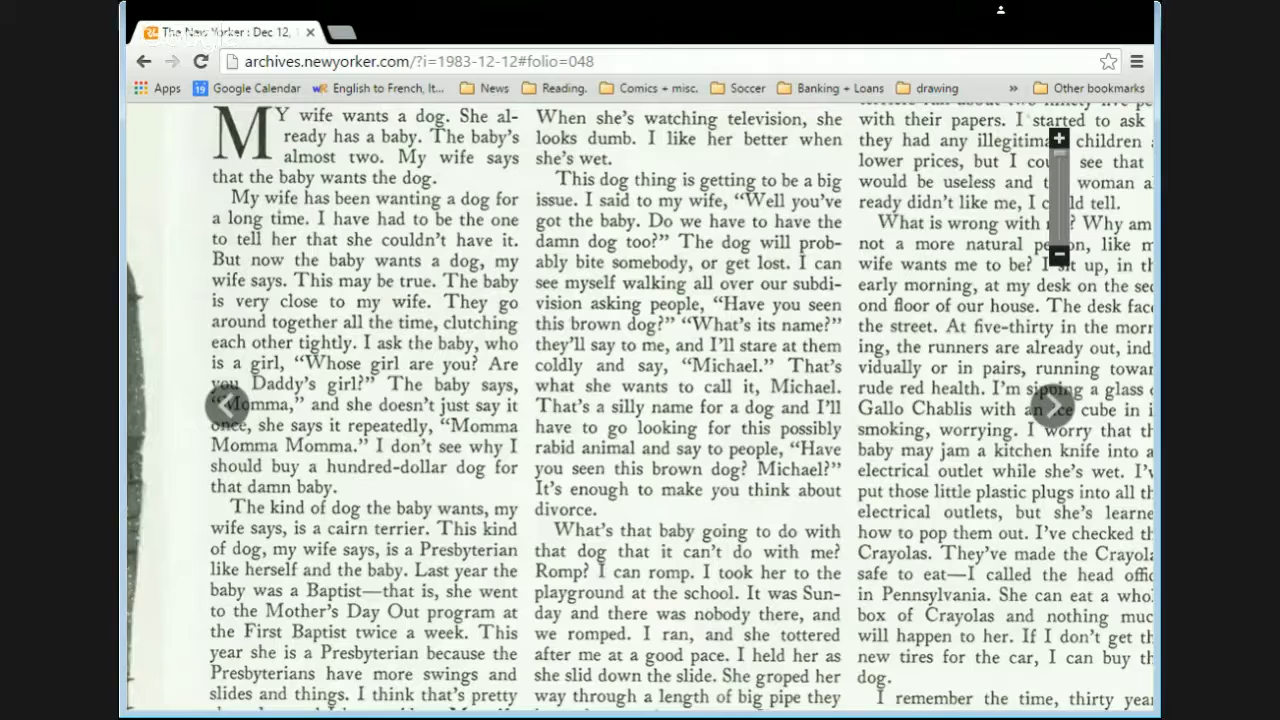 The New Yorker: Dec 12, 1
archives.newyorker.com/?i=1983-12-12#folio=048
Apps
19
Google Calendar
wR English to French, It...
News
Reading.
Comics + misc.
Soccer
Banking + Loans
drawing
»
Other bookmarks
MY wife wants a dog. She al-
ready has a baby. The baby's
almost two. My wife says
that the baby wants the dog.
My wife has been wanting a dog for
a long time. I have had to be the one
to tell her that she couldn't have it.
But now the baby wants a dog, my
wife says. This may be true. The baby
is very close to my wife. They go
around together all the time, clutching
each other tightly. I ask the baby, who
is a girl, "Whose girl are you? Are
you Daddy's girl?" The baby says,
"Momma," and she doesn't just say it
once, she says it repeatedly, "Momma
Momma Momma." I don't see why I
should buy a hundred-dollar dog for
that damn baby.
The kind of dog the baby wants, my
wife says, is a cairn terrier. This kind
of dog, my wife says, is a Presbyterian
like herself and the baby. Last year the
baby was a Baptist—that is, she went
to the Mother's Day Out program at
the First Baptist twice a week. This
year she is a Presbyterian because the
Presbyterians have more swings and
slides and things. I think that's pretty
When she's watching television, she
looks dumb. I like her better when
she's wet.
This dog thing is getting to be a big
issue. I said to my wife, "Well you've
got the baby. Do we have to have the
damn dog too?" The dog will prob-
ably bite somebody, or get lost. I can
see myself walking all over our subdi-
vision asking people, "Have you seen
this brown dog?" "What's its name?"
they'll say to me, and I'll stare at them
coldly and say, "Michael." That's
what she wants to call it, Michael.
That's a silly name for a dog and I'll
have to go looking for this possibly
rabid animal and say to people, "Have
you seen this brown dog? Michael?"
It's enough to make you think about
divorce.
What's that baby going to do with
that dog that it can't do with me?
Romp? I can romp. I took her to the
playground at the school. It was Sun-
day and there was nobody there, and
we romped. I ran, and she tottered
after me at a good pace. I held her as
she slid down the slide. She groped her
way through a length of big pipe they
with their papers. I started to ask
they had any children
lower prices, but I see that
would be useless and woman
ready didn't like me, I tell.
What is wrong with Why am
not a more natural like
wife wants me to be? I up, in
early morning, at my desk on the sec
ond floor of our house. The desk fac
the street. At five-thirty in the morn
ing, the runners are already out, ind
vidually or in pairs, running towar
rude red health. I'm sipping a glass
Gallo Chablis with an ice cube in
smoking, worrying. I worry that th
baby may jam a kitchen knife into a
electrical outlet while she's wet. I'v
put those little plastic plugs into all th
electrical outlets, but she's learne
how to pop them out. I've checked th
Crayolas. They've made the Crayola
safe to eat—I called the head offic
in Pennsylvania. She can eat a who
box of Crayolas and nothing muc
will happen to her. If I don't get th
new tires for the car, I can buy th
dog.
I remember the time, thirty yea